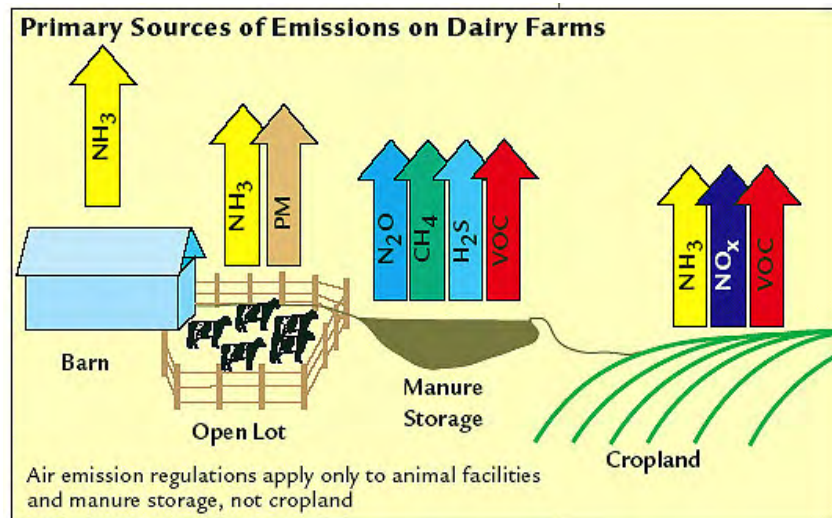 Primary Sources of Emissions on Dairy Farms
NH3
NH3
PM
N2O
CH4
H2S
VOC
NH3
NOx
VOC
Barn
Open Lot
Manure
Storage
Cropland
Air emission regulations apply only to animal facilities
and manure storage, not cropland